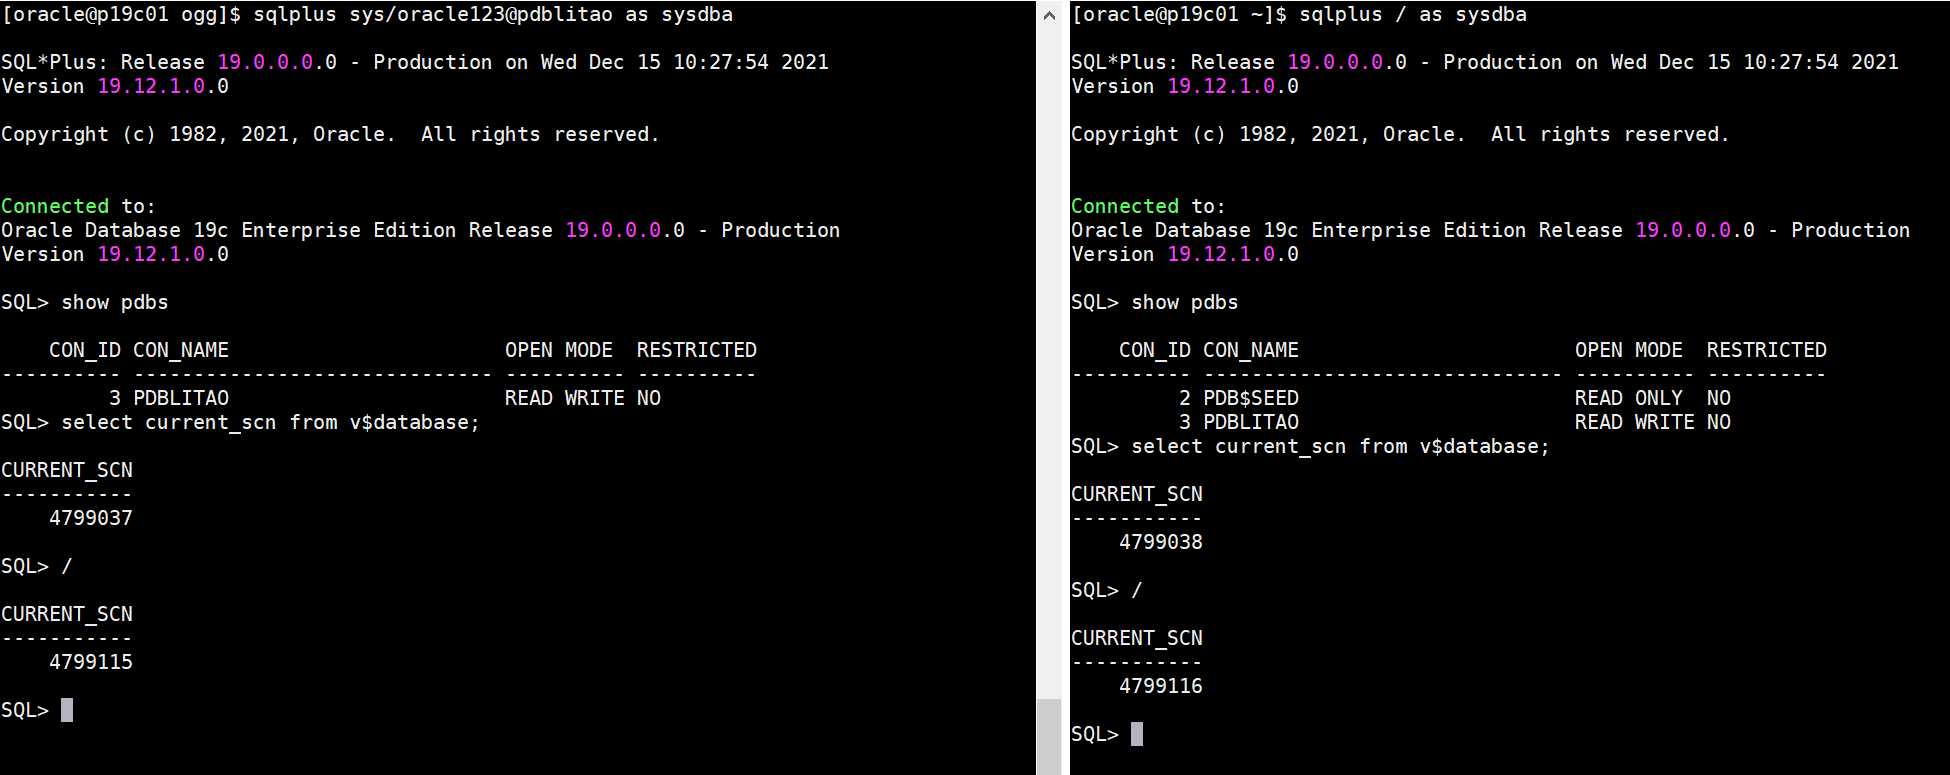 [oracle@p19c01 ogg]$ sqlplus sys/oracle123@pdblitao as sysdba

SQL*Plus: Release 19.0.0.0.0 - Production on Wed Dec 15 10:27:54 2021
Version 19.12.1.0.0

Copyright (c) 1982, 2021, Oracle.  All rights reserved.


Connected to:
Oracle Database 19c Enterprise Edition Release 19.0.0.0.0 - Production
Version 19.12.1.0.0

SQL> show pdbs

    CON_ID CON_NAME                       OPEN MODE  RESTRICTED
---------- ------------------------------ ---------- ----------
         3 PDBLITAO                       READ WRITE NO
SQL> select current_scn from v$database;

CURRENT_SCN
-----------
    4799037

SQL> /

CURRENT_SCN
-----------
    4799115

SQL>
[oracle@p19c01 ~]$ sqlplus / as sysdba

SQL*Plus: Release 19.0.0.0.0 - Production on Wed Dec 15 10:27:54 2021
Version 19.12.1.0.0

Copyright (c) 1982, 2021, Oracle.  All rights reserved.


Connected to:
Oracle Database 19c Enterprise Edition Release 19.0.0.0.0 - Production
Version 19.12.1.0.0

SQL> show pdbs

    CON_ID CON_NAME                       OPEN MODE  RESTRICTED
---------- ------------------------------ ---------- ----------
         2 PDB$SEED                       READ ONLY  NO
         3 PDBLITAO                       READ WRITE NO
SQL> select current_scn from v$database;

CURRENT_SCN
-----------
    4799038

SQL> /

CURRENT_SCN
-----------
    4799116

SQL>